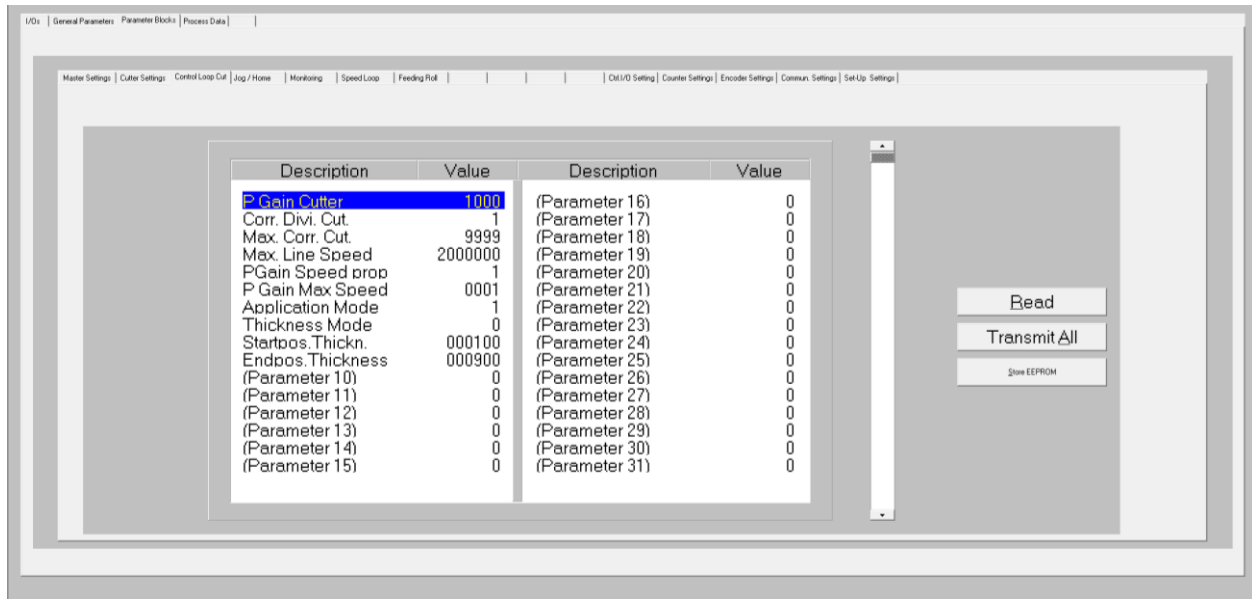 I/Os General Parameters Parameter Blocks Process Data
Master Settings Cutter Settings Control Loop Cut Jog / Home Monitoring Speed Loop Feeding Roll Ctrl.I/O Setting Counter Settings Encoder Settings Commun. Settings Set-Up Settings
Description Value Description Value
P Gain Cutter 1000 (Parameter 16) 0
Corr. Divi. Cut. 1 (Parameter 17) 0
Max. Corr. Cut. 9999 (Parameter 18) 0
Max. Line Speed 2000000 (Parameter 19) 0
PGain Speed prop 1 (Parameter 20) 0
P Gain Max Speed 0001 (Parameter 21) 0
Application Mode 1 (Parameter 22) 0
Thickness Mode 0 (Parameter 23) 0
Startpos.Thickn. 000100 (Parameter 24) 0
Endpos.Thickness 000900 (Parameter 25) 0
(Parameter 10) 0 (Parameter 26) 0
(Parameter 11) 0 (Parameter 27) 0
(Parameter 12) 0 (Parameter 28) 0
(Parameter 13) 0 (Parameter 29) 0
(Parameter 14) 0 (Parameter 30) 0
(Parameter 15) 0 (Parameter 31) 0
Read
Transmit All
Store EEPROM